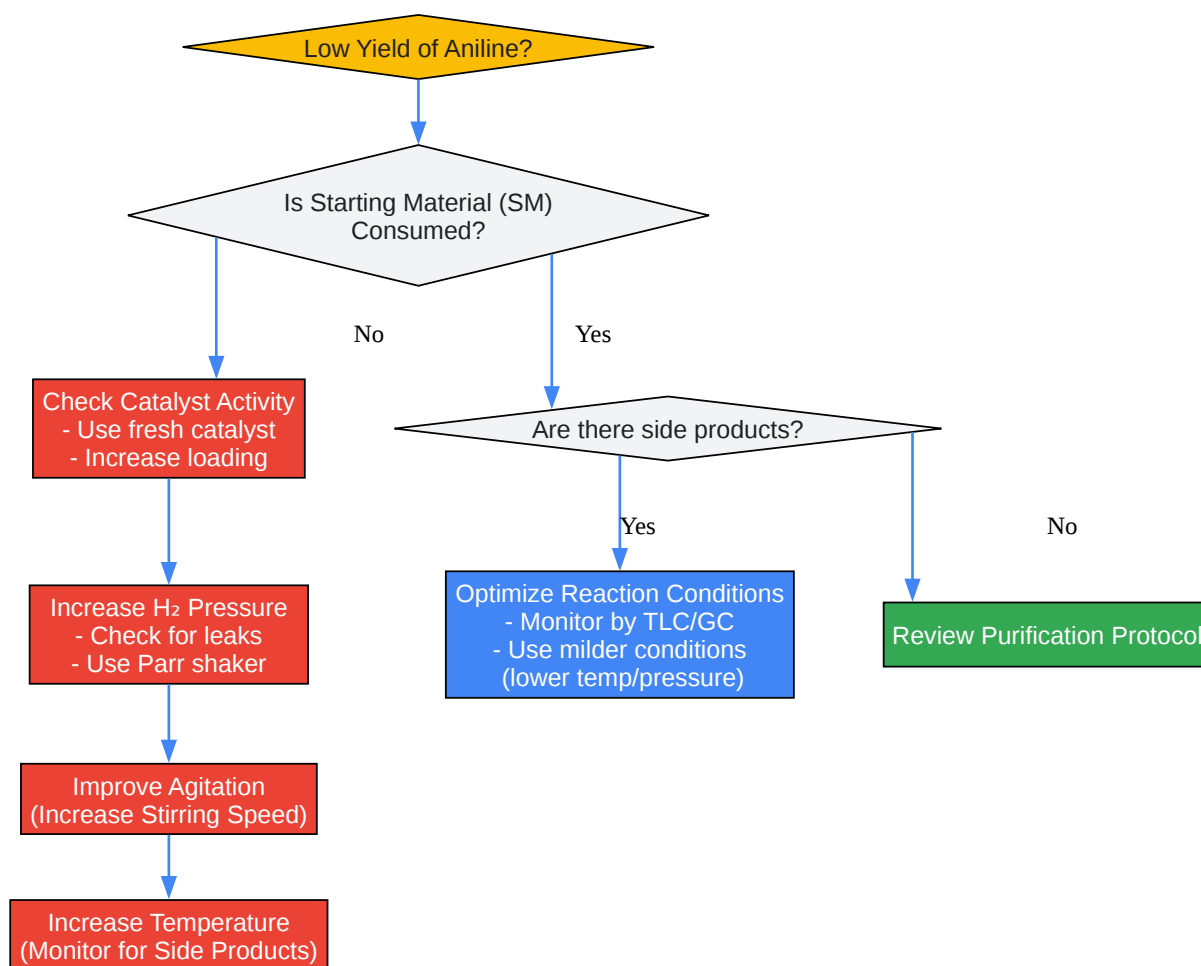 Low Yield of Aniline?
Is Starting Material (SM)
Consumed?
No
Yes
Check Catalyst Activity
- Use fresh catalyst
- Increase loading
Are there side products?
Yes
No
Increase H₂ Pressure
- Check for leaks
- Use Parr shaker
Optimize Reaction Conditions
- Monitor by TLC/GC
- Use milder conditions
(lower temp/pressure)
Review Purification Protocol
Improve Agitation
(Increase Stirring Speed)
Increase Temperature
(Monitor for Side Products)